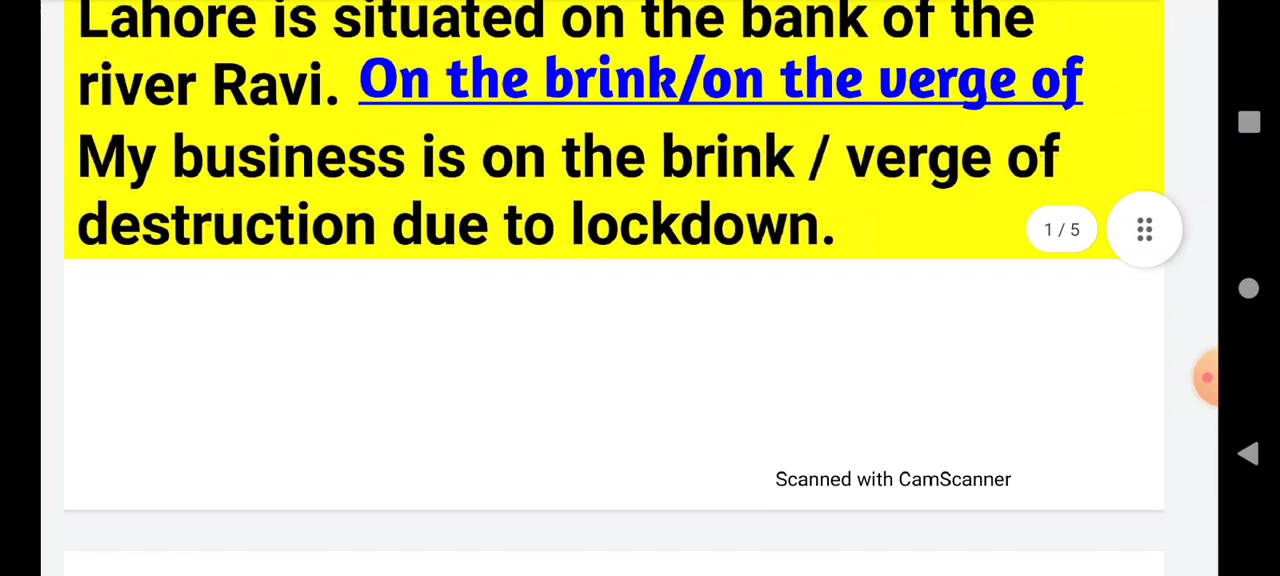 Lahore is situated on the bank of the
river Ravi. On the brink/on the verge of
My business is on the brink / verge of
destruction due to lockdown.
1 / 5
Scanned with CamScanner